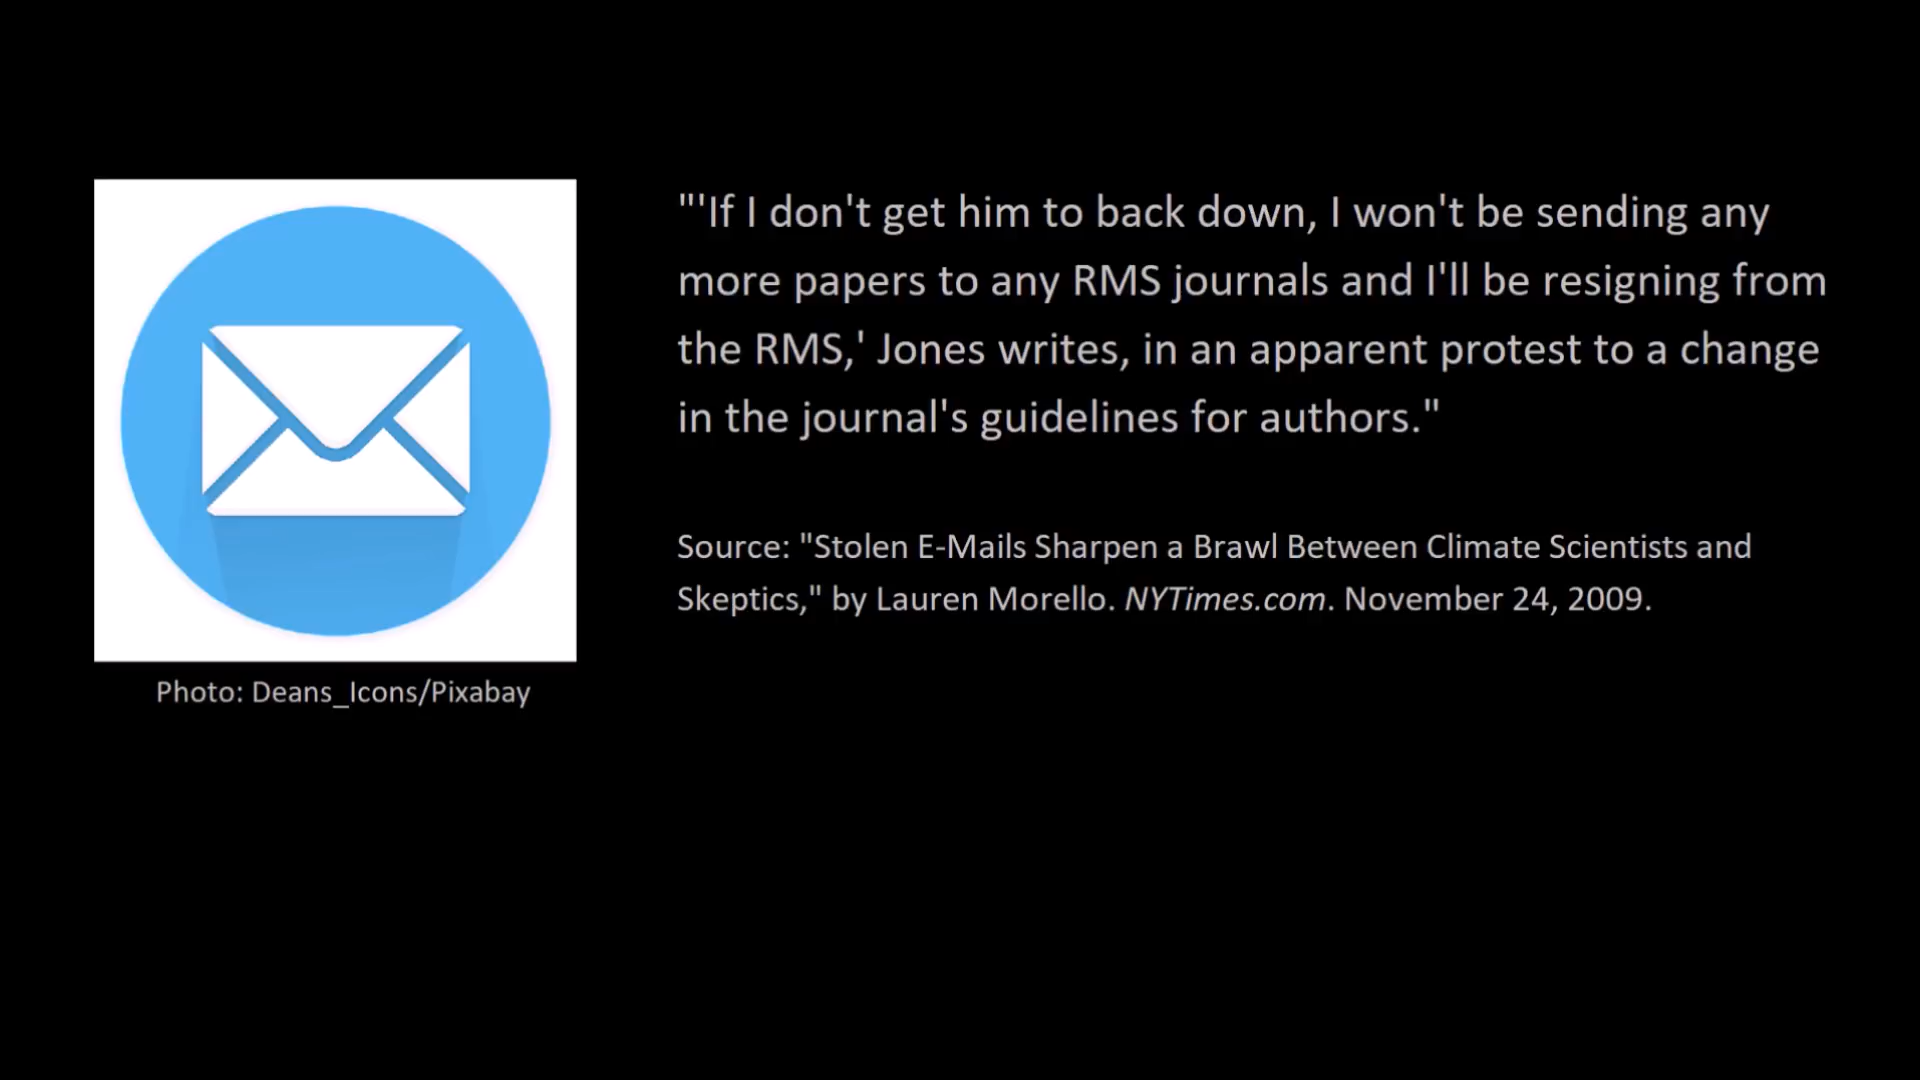 "'If I don't get him to back down, I won't be sending any
more papers to any RMS journals and I'll be resigning from
the RMS,' Jones writes, in an apparent protest to a change
in the journal's guidelines for authors."
Source: "Stolen E-Mails Sharpen a Brawl Between Climate Scientists and
Skeptics," by Lauren Morello. NYTimes.com. November 24, 2009.
Photo: Deans_Icons/Pixabay